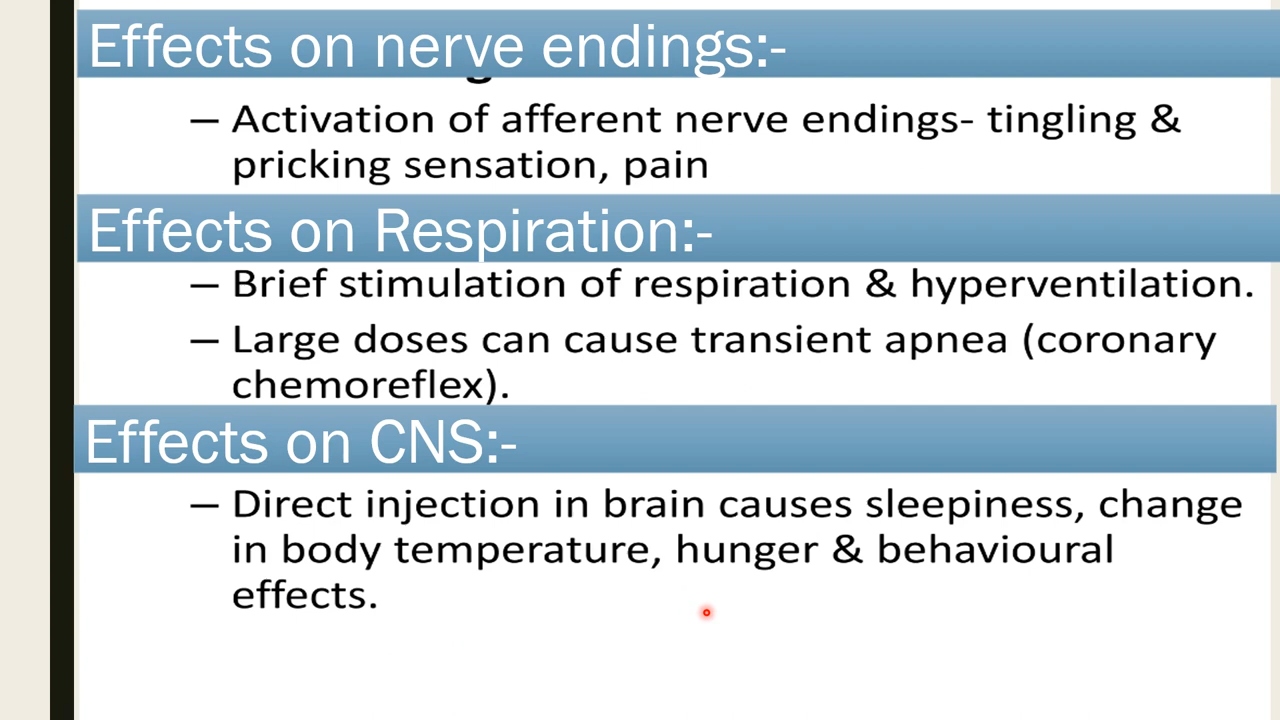 Effects on nerve endings:-
– Activation of afferent nerve endings- tingling &
pricking sensation, pain
Effects on Respiration:-
– Brief stimulation of respiration & hyperventilation.
– Large doses can cause transient apnea (coronary
chemoreflex).
Effects on CNS:-
– Direct injection in brain causes sleepiness, change
in body temperature, hunger & behavioural
effects.